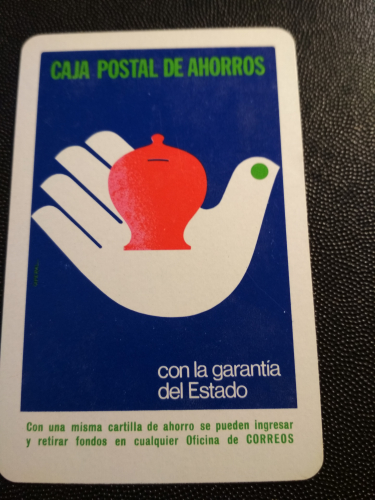 CAJA POSTAL DE AHORROS
con la garantía
del Estado
Con una misma cartilla de ahorro se pueden ingresar
y retirar fondos en cualquier Oficina de CORREOS